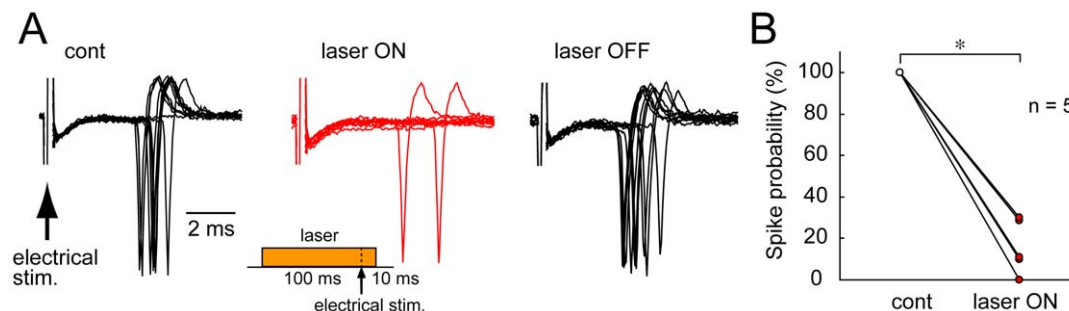 A
cont
laser ON
laser OFF
electrical
stim.
2 ms
laser
100 ms
10 ms
electrical stim.
B
*
n = 5
Spike probability (%)
100
80
60
40
20
0
cont
laser ON